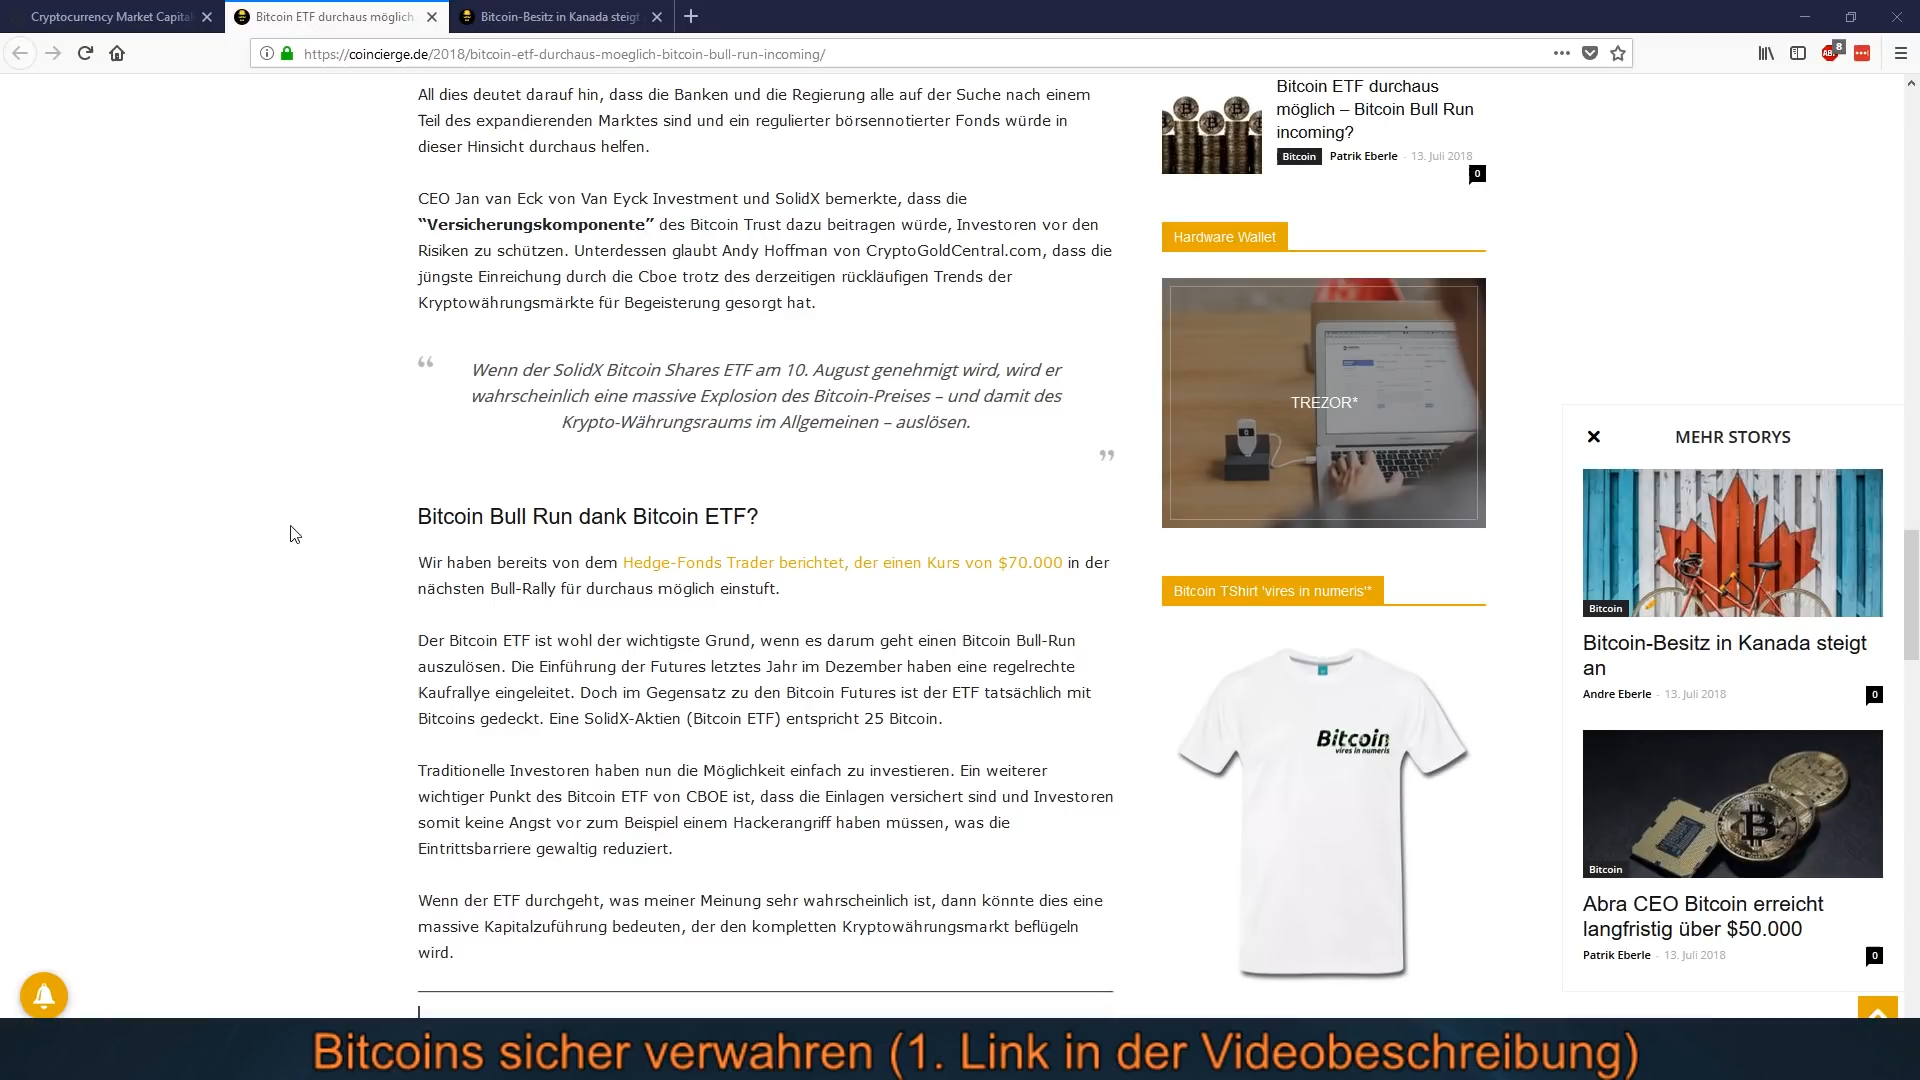 Cryptocurrency Market Capital
Bitcoin ETF durchaus möglich
Bitcoin-Besitz in Kanada steigt
https://coincierge.de/2018/bitcoin-etf-durchaus-moeglich-bitcoin-bull-run-incoming/
8
All dies deutet darauf hin, dass die Banken und die Regierung alle auf der Suche nach einem
Teil des expandierenden Marktes sind und ein regulierter börsennotierter Fonds würde in
dieser Hinsicht durchaus helfen.
CEO Jan van Eck von Van Eyck Investment und SolidX bemerkte, dass die
“Versicherungskomponente” des Bitcoin Trust dazu beitragen würde, Investoren vor den
Risiken zu schützen. Unterdessen glaubt Andy Hoffman von CryptoGoldCentral.com, dass die
jüngste Einreichung durch die Cboe trotz des derzeitigen rückläufigen Trends der
Kryptowährungsmärkte für Begeisterung gesorgt hat.
“
Wenn der SolidX Bitcoin Shares ETF am 10. August genehmigt wird, wird er
wahrscheinlich eine massive Explosion des Bitcoin-Preises – und damit des
Krypto-Währungsraums im Allgemeinen – auslösen.
”
Bitcoin Bull Run dank Bitcoin ETF?
Wir haben bereits von dem Hedge-Fonds Trader berichtet, der einen Kurs von $70.000 in der
nächsten Bull-Rally für durchaus möglich einstuft.
Der Bitcoin ETF ist wohl der wichtigste Grund, wenn es darum geht einen Bitcoin Bull-Run
auszulösen. Die Einführung der Futures letztes Jahr im Dezember haben eine regelrechte
Kaufrallye eingeleitet. Doch im Gegensatz zu den Bitcoin Futures ist der ETF tatsächlich mit
Bitcoins gedeckt. Eine SolidX-Aktien (Bitcoin ETF) entspricht 25 Bitcoin.
Traditionelle Investoren haben nun die Möglichkeit einfach zu investieren. Ein weiterer
wichtiger Punkt des Bitcoin ETF von CBOE ist, dass die Einlagen versichert sind und Investoren
somit keine Angst vor zum Beispiel einem Hackerangriff haben müssen, was die
Eintrittsbarriere gewaltig reduziert.
Wenn der ETF durchgeht, was meiner Meinung sehr wahrscheinlich ist, dann könnte dies eine
massive Kapitalzuführung bedeuten, der den kompletten Kryptowährungsmarkt beflügeln
wird.
Bitcoin ETF durchaus
möglich – Bitcoin Bull Run
incoming?
Bitcoin Patrik Eberle - 13. Juli 2018
0
Hardware Wallet
TREZOR*
Bitcoin TShirt 'vires in numeris'*
Bitcoin
vires in numeris
MEHR STORYS
Bitcoin
Bitcoin-Besitz in Kanada steigt
an
Andre Eberle - 13. Juli 2018
0
Bitcoin
Abra CEO Bitcoin erreicht
langfristig über $50.000
Patrik Eberle - 13. Juli 2018
0
Bitcoins sicher verwahren (1. Link in der Videobeschreibung)